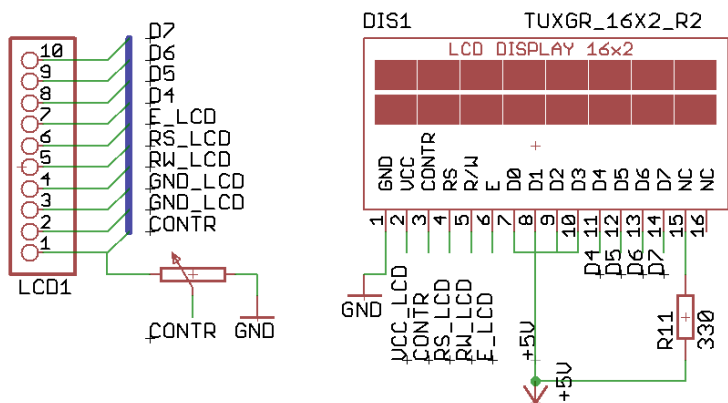 DIS1
TUXGR_16X2_R2
LCD DISPLAY 16x2
10
9
8
7
6
5
4
3
2
1
LCD1
D7
D6
D5
D4
E_LCD
RS_LCD
RW_LCD
GND_LCD
GND_LCD
CONTR
CONTR
GND
GND
VCC
CONTR
RS
R/W
E
D0
D1
D2
D3
D4
D5
D6
D7
NC
NC
1
2
3
4
5
6
7
8
9
10
11
12
13
14
15
16
GND
VCC_LCD
CONTR
RS_LCD
RW_LCD
E_LCD
+5V
D4
D5
D6
D7
R11
330
+5V